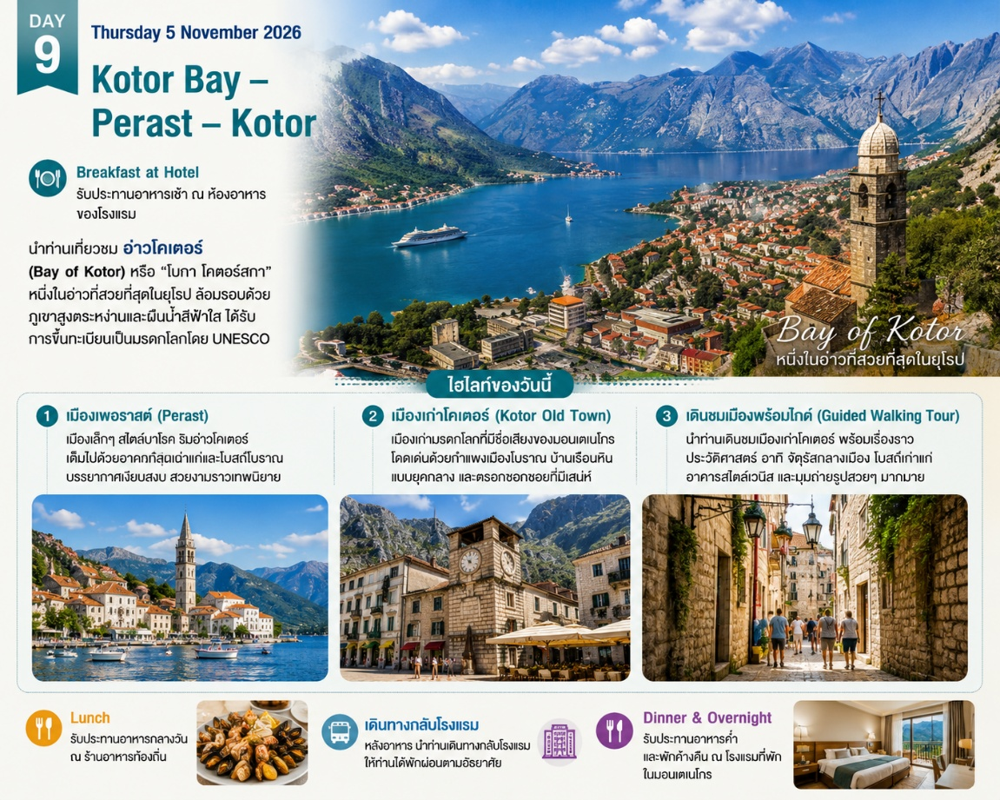 DAY
9
Thursday 5 November 2026
Kotor Bay –
Perast – Kotor
Breakfast at Hotel
รับประทานอาหารเช้า ณ ห้องอาหาร
ของโรงแรม
นำท่านเที่ยวชม อ่าวโคเตอร์
(Bay of Kotor) หรือ “โบกา โคตอร์สกา”
หนึ่งในอ่าวที่สวยที่สุดในยุโรป ล้อมรอบด้วย
ภูเขาสูงตระหง่านและผืนน้ำสีฟ้าใส ได้รับ
การขึ้นทะเบียนเป็นมรดกโลกโดย UNESCO
Bay of Kotor
หนึ่งในอ่าวที่สวยที่สุดในยุโรป
ไฮไลท์ของวันนี้
1 เมืองเพอราสต์ (Perast)
เมืองเล็กๆ สไตล์บาโรค ริมอ่าวโคเตอร์
เต็มไปด้วยอาคารที่สุดเก่าแก่และโบสถ์โบราณ
บรรยากาศเงียบสงบ สวยงามราวเทพนิยาย
2 เมืองเก่าโคเตอร์ (Kotor Old Town)
เมืองเก่ามรดกโลกที่มีชื่อเสียงของมอนเตเนโกร
โดดเด่นด้วยกำแพงเมืองโบราณ บ้านเรือนหิน
แบบยุคกลาง และตรอกซอกซอยที่มีเสน่ห์
3 เดินชมเมืองพร้อมไกด์ (Guided Walking Tour)
นำท่านเดินชมเมืองเก่าโคเตอร์ พร้อมเรื่องราว
ประวัติศาสตร์ อาทิ จัตุรัสกลางเมือง โบสถ์เก่าแก่
อาคารสไตล์เวนิส และมุมถ่ายรูปสวยๆ มากมาย
Lunch
รับประทานอาหารกลางวัน
ณ ร้านอาหารท้องถิ่น
เดินทางกลับโรงแรม
หลังอาหาร นำท่านเดินทางกลับโรงแรม
ให้ท่านได้พักผ่อนตามอัธยาศัย
Dinner & Overnight
รับประทานอาหารค่ำ
และพักค้างคืน ณ โรงแรมที่พัก
ในมอนเตเนโกร